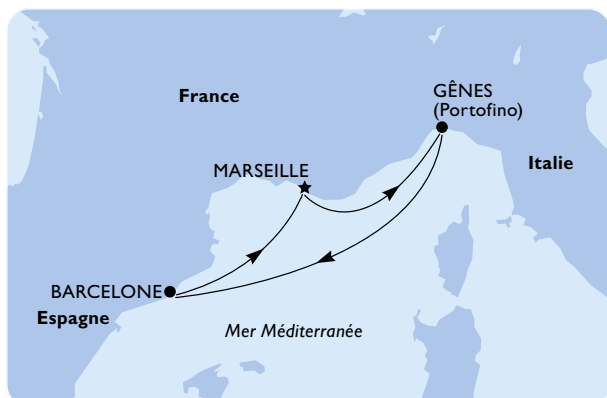 GÊNES
(Portofino)
France
Italie
MARSEILLE
BARCELONE
Espagne
Mer Méditerranée